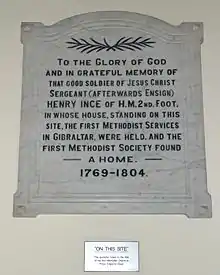 TO THE GLORY OF GOD
AND IN GRATEFUL MEMORY OF
THAT GOOD SOLDIER OF JESUS CHRIST
SERGEANT (AFTERWARDS ENSIGN)
HENRY INCE OF H.M. 2ND. FOOT,
IN WHOSE HOUSE, STANDING ON THIS
SITE, THE FIRST METHODIST SERVICES
IN GIBRALTAR, WERE HELD, AND THE
FIRST METHODIST SOCIETY FOUND
A HOME.
1769-1804.
"ON THIS SITE"